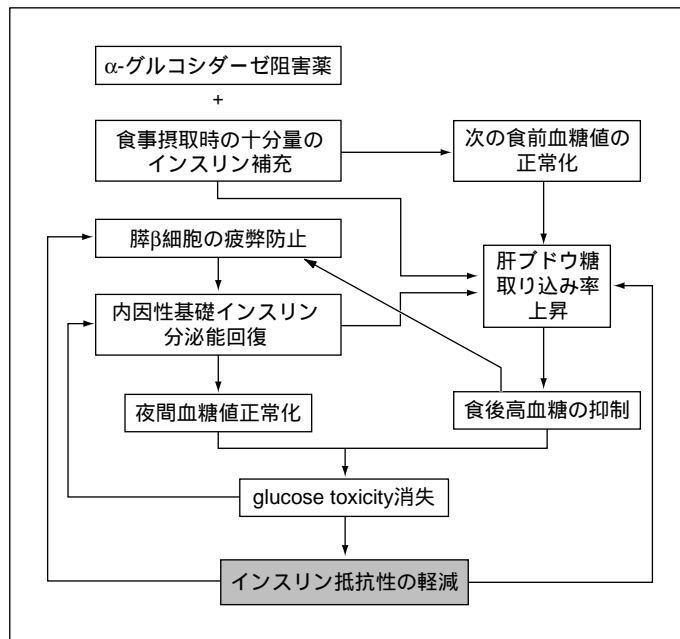 α-グルコシダーゼ阻害薬
+
食事摂取時の十分量の
インスリン補充
次の食前血糖値の
正常化
膵β細胞の疲弊防止
肝ブドウ糖
取り込み率
上昇
内因性基礎インスリン
分泌能回復
夜間血糖値正常化
食後高血糖の抑制
glucose toxicity消失
インスリン抵抗性の軽減